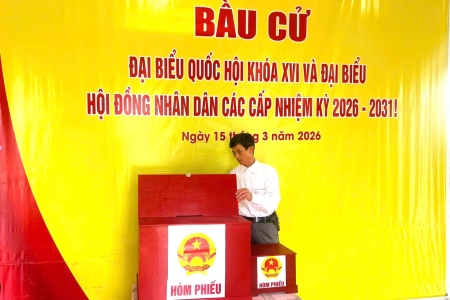 BẦU CỬ
ĐẠI BIỂU QUỐC HỘI KHÓA XVI VÀ ĐẠI BIỂU
HỘI ĐỒNG NHÂN DÂN CÁC CẤP NHIỆM KỲ 2026 - 2031!
Ngày 15 tháng 3 năm 2026
HÒM PHIẾU
HÒM PHIẾU